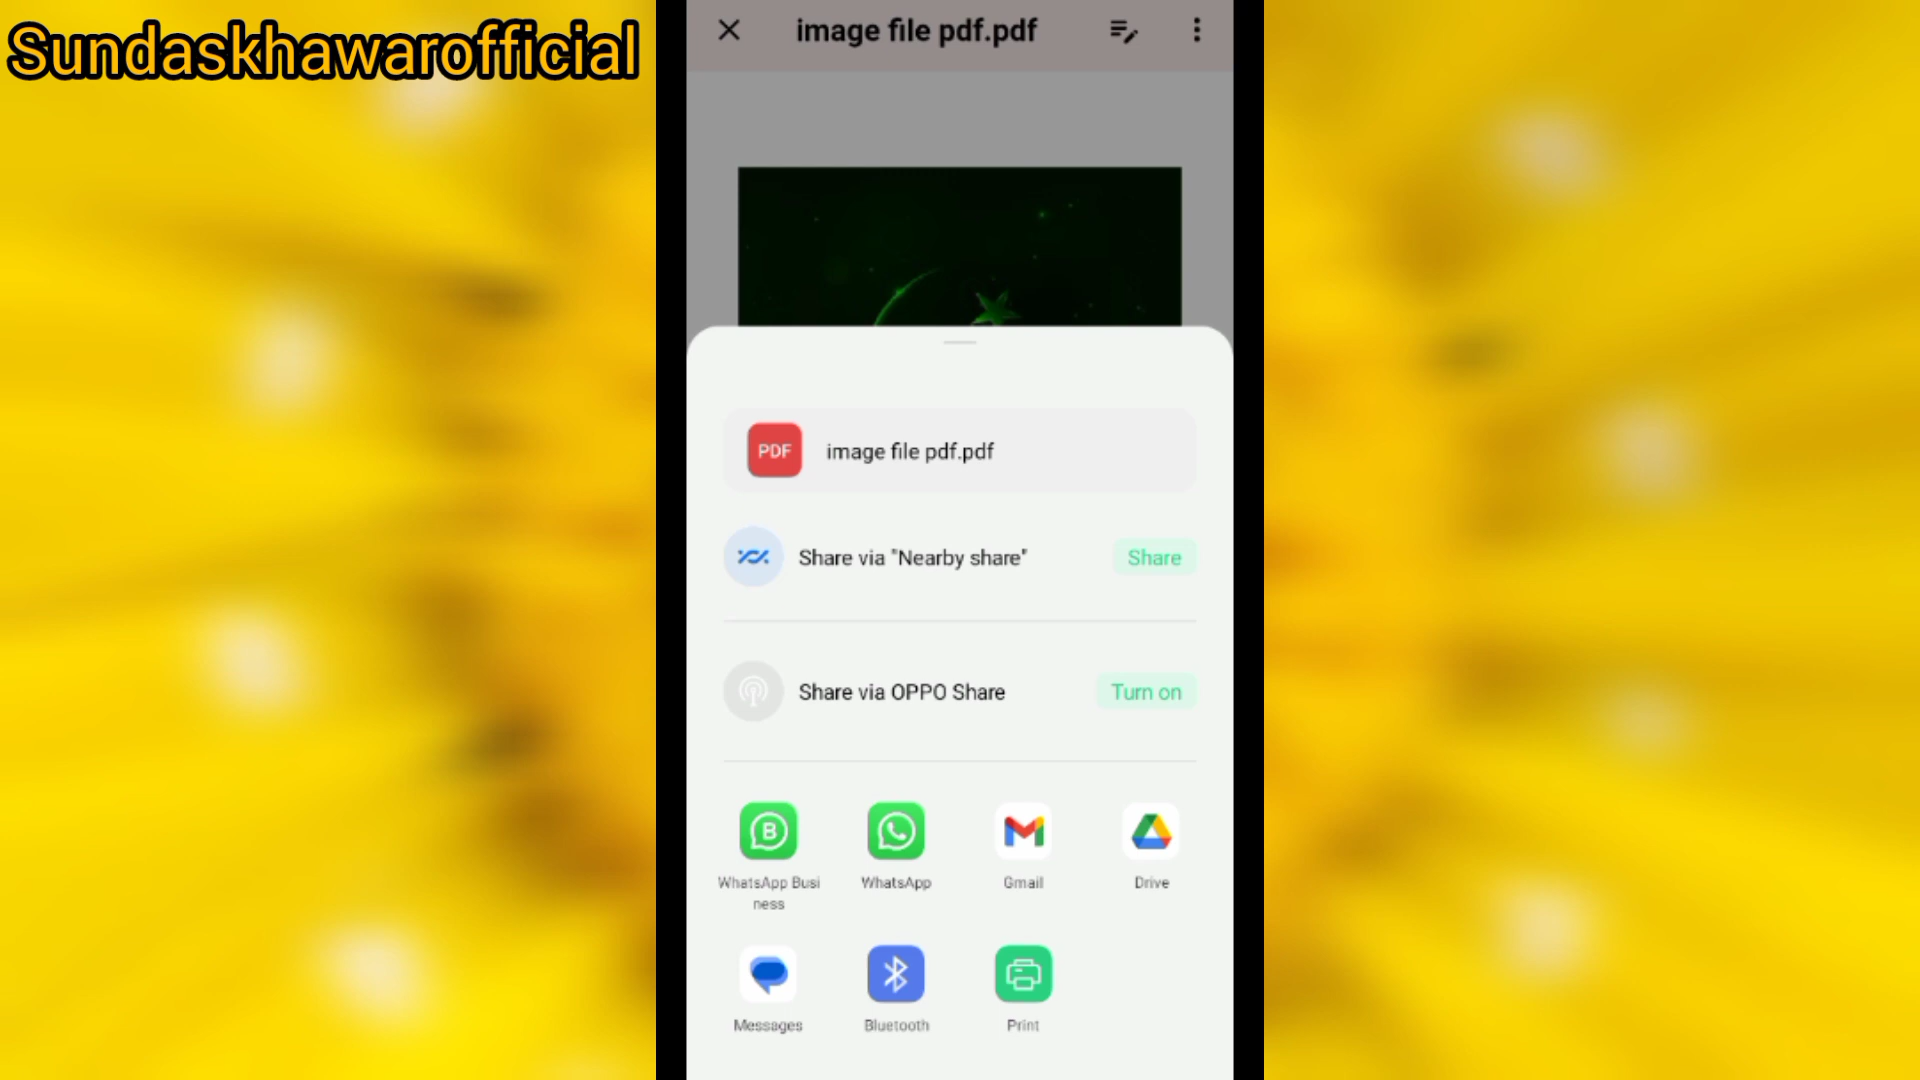 Sundaskhawarofficial
image file pdf.pdf
PDF
image file pdf.pdf
Share via "Nearby share"
Share
Share via OPPO Share
Turn on
B
WhatsApp Busi
ness
WhatsApp
Gmail
Drive
Messages
Bluetooth
Print